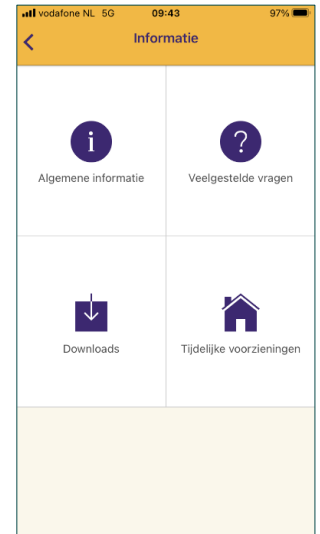 vodafone NL 5G 09:43 97%
Informatie
i ?
Algemene informatie Veelgestelde vragen
Downloads Tijdelijke voorzieningen